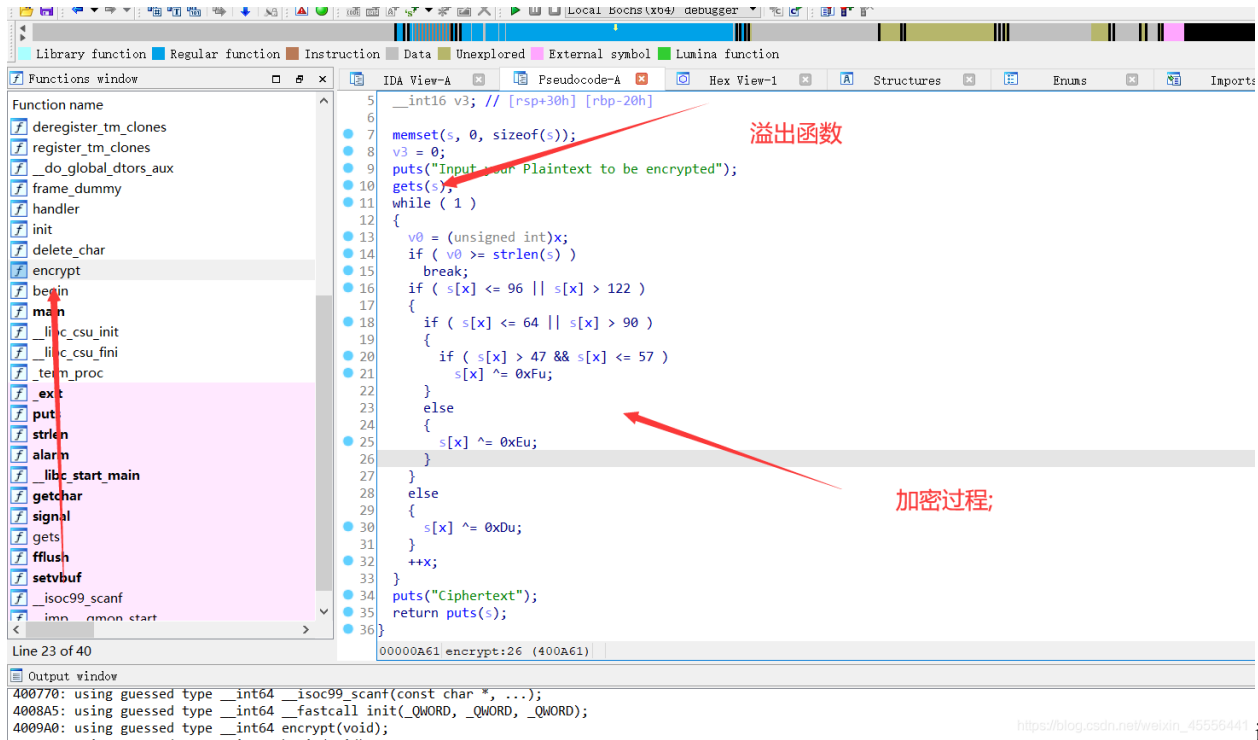 Local Bochs(x64) debugger
Library function Regular function Instruction Data Unexplored External symbol Lumina function
Functions window
IDA View-A Pseudocode-A Hex View-1 Structures Enums Imports
Function name
deregister_tm_clones
register_tm_clones
__do_global_dtors_aux
frame_dummy
handler
init
delete_char
encrypt
begin
main
__libc_csu_init
__libc_csu_fini
_term_proc
_exit
puts
strlen
alarm
__libc_start_main
getchar
signal
gets
fflush
setvbuf
__isoc99_scanf
__imp___gmon_start
Line 23 of 40
5 __int16 v3; // [rsp+30h] [rbp-20h]
6
7 memset(s, 0, sizeof(s));
8 v3 = 0;
9 puts("Input your Plaintext to be encrypted");
10 gets(s);
11 while ( 1 )
12 {
13 v0 = (unsigned int)x;
14 if ( v0 >= strlen(s) )
15 break;
16 if ( s[x] <= 96 || s[x] > 122 )
17 {
18 if ( s[x] <= 64 || s[x] > 90 )
19 {
20 if ( s[x] > 47 && s[x] <= 57 )
21 s[x] ^= 0xFu;
22 }
23 else
24 {
25 s[x] ^= 0xEu;
26 }
27 }
28 else
29 {
30 s[x] ^= 0xDu;
31 }
32 ++x;
33 }
34 puts("Ciphertext");
35 return puts(s);
36 }
溢出函数
加密过程;
00000A61 encrypt:26 (400A61)
Output window
400770: using guessed type __int64 __isoc99_scanf(const char *, ...);
4008A5: using guessed type __int64 __fastcall init(_QWORD, _QWORD, _QWORD);
4009A0: using guessed type __int64 encrypt(void);
https://blog.csdn.net/weixin_45556441